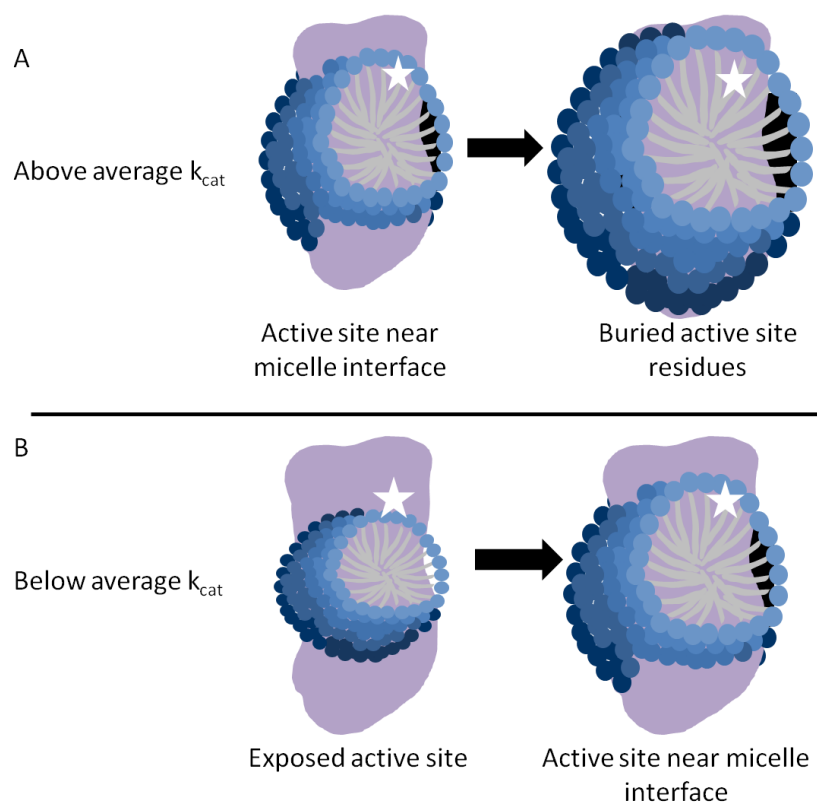 A
Above average kcat
Active site near
micelle interface
Buried active site
residues
B
Below average kcat
Exposed active site
Active site near micelle
interface